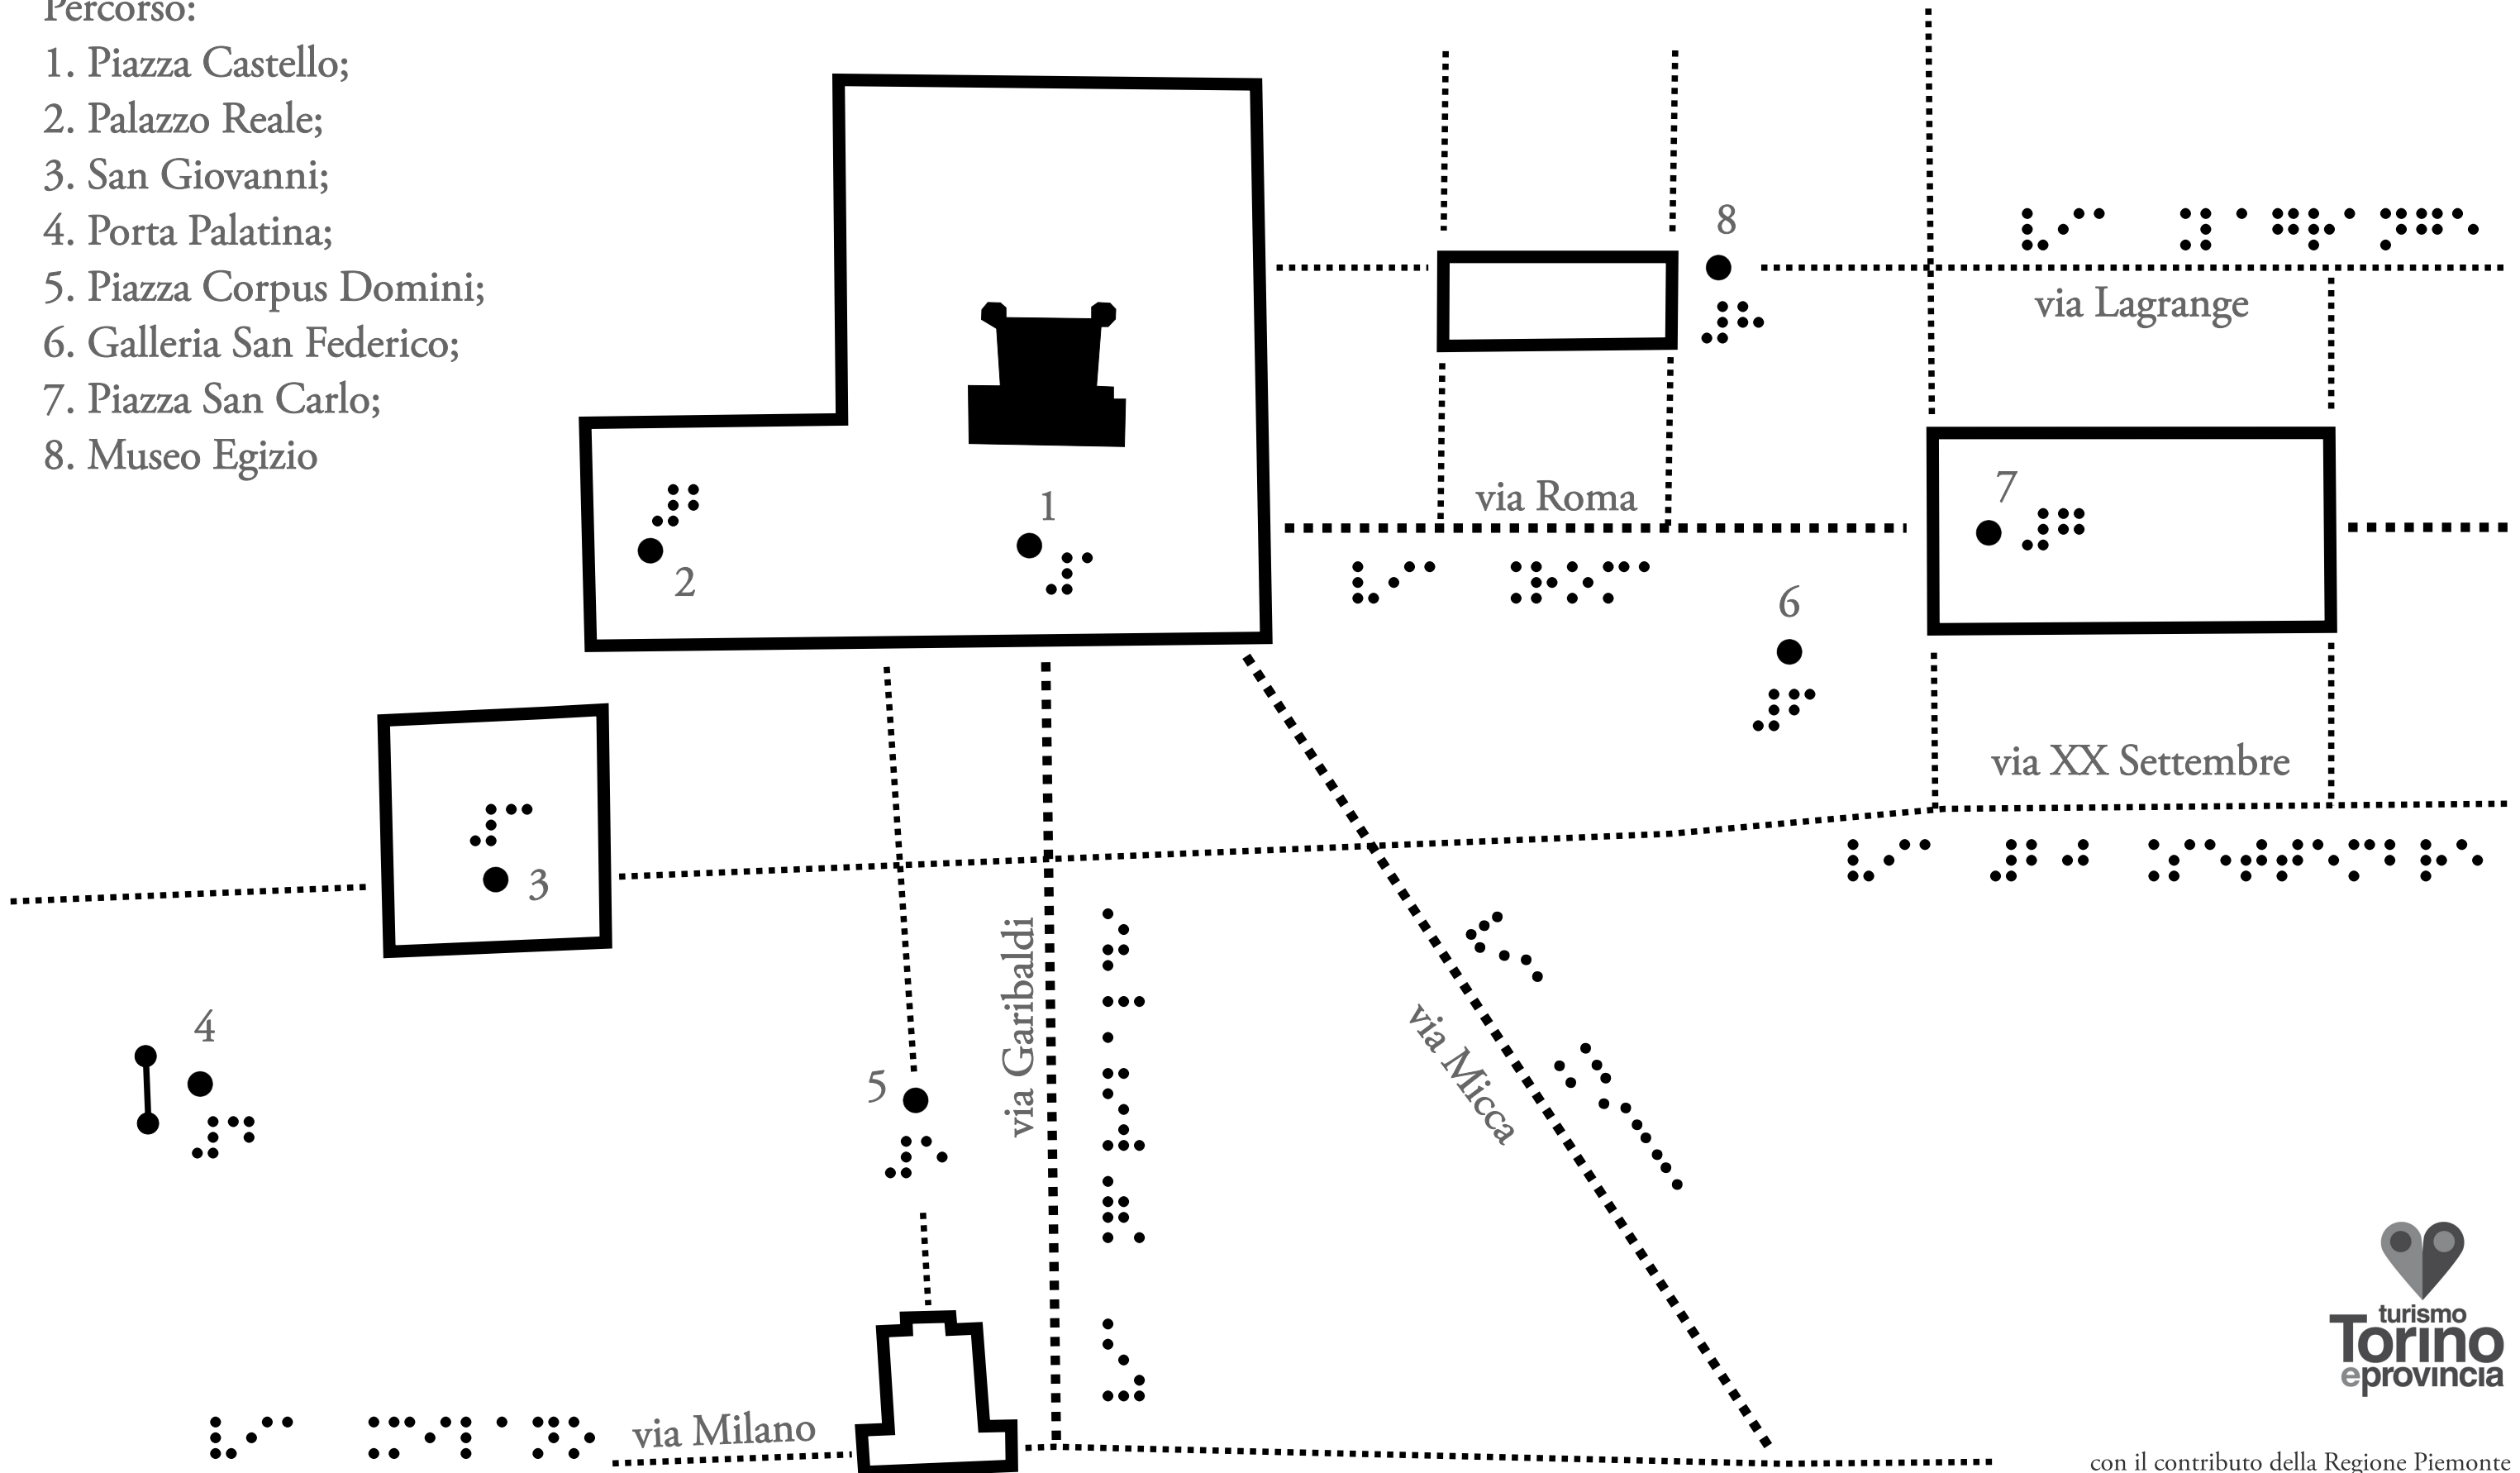 Percorso:
1. Piazza Castello;
2. Palazzo Reale;
3. San Giovanni;
4. Porta Palatina;
5. Piazza Corpus Domini;
6. Galleria San Federico;
7. Piazza San Carlo;
8. Museo Egizio
8
via Lagrange
via Roma
7
1
2
6
via XX Settembre
3
via Garibaldi
via Micca
4
5
via Milano
turismo
Torino
eprovincia
con il contributo della Regione Piemonte